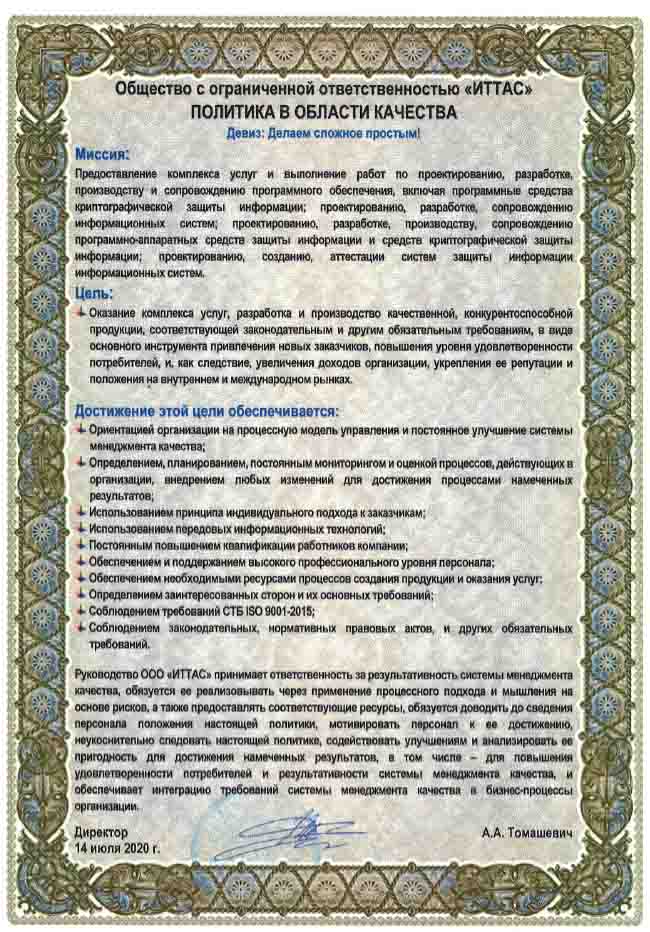 Общество с ограниченной ответственностью «ИТТАС»
ПОЛИТИКА В ОБЛАСТИ КАЧЕСТВА
Девиз: Делаем сложное простым!
Миссия:
Предоставление комплекса услуг и выполнение работ по проектированию, разработке,
производству и сопровождению программного обеспечения, включая программные средства
криптографической защиты информации; проектированию, разработке, сопровождению
информационных систем; проектированию, разработке, производству, сопровождению
программно-аппаратных средств защиты информации и средств криптографической защиты
информации; проектированию, созданию, аттестации систем защиты информации
информационных систем.
Цель:
Оказание комплекса услуг, разработка и производство качественной, конкурентоспособной
продукции, соответствующей законодательным и другим обязательным требованиям, в виде
основного инструмента привлечения новых заказчиков, повышения уровня удовлетворенности
потребителей, и, как следствие, увеличения доходов организации, укрепления ее репутации и
положения на внутреннем и международном рынках.
Достижение этой цели обеспечивается:
Ориентацией организации на процессную модель управления и постоянное улучшение системы
менеджмента качества;
Определением, планированием, постоянным мониторингом и оценкой процессов, действующих в
организации, внедрением любых изменений для достижения процессами намеченных
результатов;
Использованием принципа индивидуального подхода к заказчикам;
Использованием передовых информационных технологий;
Постоянным повышением квалификации работников компании;
Обеспечением и поддержанием высокого профессионального уровня персонала;
Обеспечением необходимыми ресурсами процессов создания продукции и оказания услуг;
Определением заинтересованных сторон и их основных требований;
Соблюдением требований СТБ ISO 9001-2015;
Соблюдением законодательных, нормативных правовых актов, и других обязательных
требований.
Руководство ООО «ИТТАС» принимает ответственность за результативность системы менеджмента
качества, обязуется ее реализовывать через применение процессного подхода и мышления на
основе рисков, а также предоставлять соответствующие ресурсы, обязуется доводить до сведения
персонала положения настоящей политики, мотивировать персонал к ее достижению,
неукоснительно следовать настоящей политике, содействовать улучшениям и анализировать ее
пригодность для достижения намеченных результатов, в том числе – для повышения
удовлетворенности потребителей и результативности системы менеджмента качества, и
обеспечивает интеграцию требований системы менеджмента качества в бизнес-процессы
организации.
Директор А.А. Томашевич
14 июля 2020 г.